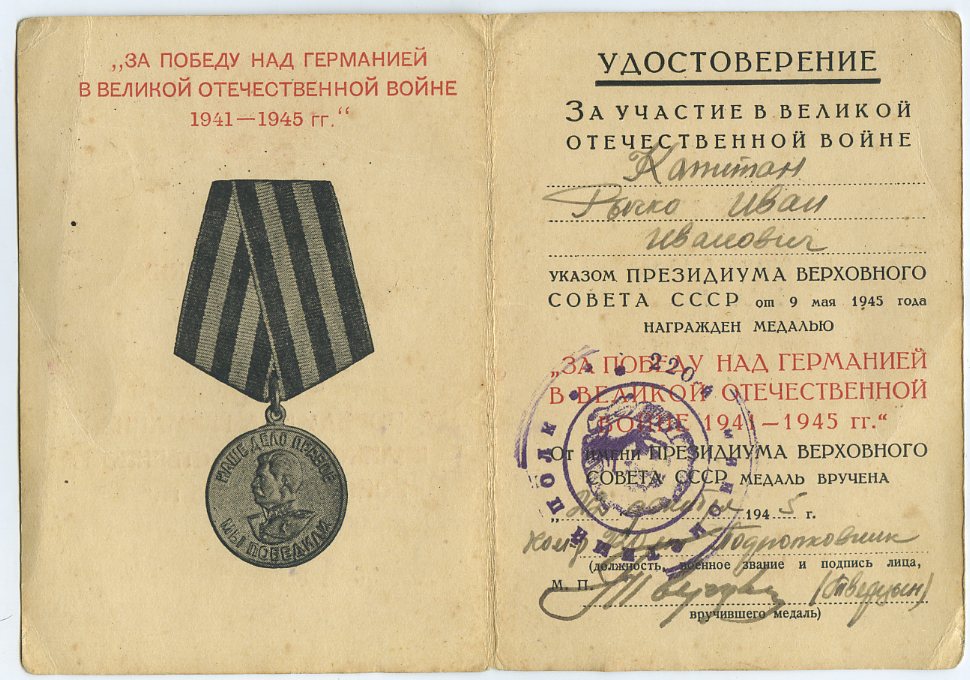 „ЗА ПОБЕДУ НАД ГЕРМАНИЕЙ
В ВЕЛИКОЙ ОТЕЧЕСТВЕННОЙ ВОЙНЕ
1941—1945 гг.“
НАШЕ ДЕЛО ПРАВОЕ
МЫ ПОБЕДИЛИ
УДОСТОВЕРЕНИЕ
ЗА УЧАСТИЕ В ВЕЛИКОЙ
ОТЕЧЕСТВЕННОЙ ВОЙНЕ
Капитан
Иван
Иванович
УКАЗОМ ПРЕЗИДИУМА ВЕРХОВНОГО
СОВЕТА СССР от 9 мая 1945 года
НАГРАЖДЕН МЕДАЛЬЮ
„ЗА ПОБЕДУ НАД ГЕРМАНИЕЙ
В ВЕЛИКОЙ ОТЕЧЕСТВЕННОЙ
ВОЙНЕ 1941—1945 гг.“
От имени ПРЕЗИДИУМА ВЕРХОВНОГО
СОВЕТА СССР МЕДАЛЬ ВРУЧЕНА
1945 г.
Подполковник
(должность, военное звание и подпись лица,
М. П.
вручившего медаль)
220
ПОЛК